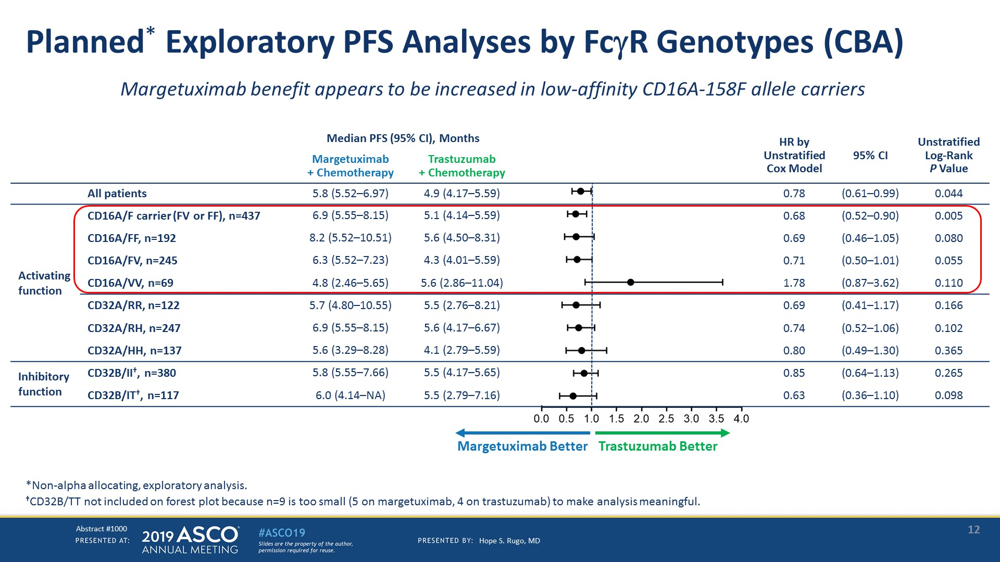 Planned* Exploratory PFS Analyses by FcγR Genotypes (CBA)
Margetuximab benefit appears to be increased in low-affinity CD16A-158F allele carriers
Median PFS (95% CI), Months
Margetuximab + Chemotherapy
Trastuzumab + Chemotherapy
HR by Unstratified Cox Model
95% CI
Unstratified Log-Rank P Value
All patients 5.8 (5.52–6.97) 4.9 (4.17–5.59) 0.78 (0.61–0.99) 0.044
Activating function
CD16A/F carrier (FV or FF), n=437 6.9 (5.55–8.15) 5.1 (4.14–5.59) 0.68 (0.52–0.90) 0.005
CD16A/FF, n=192 8.2 (5.52–10.51) 5.6 (4.50–8.31) 0.69 (0.46–1.05) 0.080
CD16A/FV, n=245 6.3 (5.52–7.23) 4.3 (4.01–5.59) 0.71 (0.50–1.01) 0.055
CD16A/VV, n=69 4.8 (2.46–5.65) 5.6 (2.86–11.04) 1.78 (0.87–3.62) 0.110
CD32A/RR, n=122 5.7 (4.80–10.55) 5.5 (2.76–8.21) 0.69 (0.41–1.17) 0.166
CD32A/RH, n=247 6.9 (5.55–8.15) 5.6 (4.17–6.67) 0.74 (0.52–1.06) 0.102
CD32A/HH, n=137 5.6 (3.29–8.28) 4.1 (2.79–5.59) 0.80 (0.49–1.30) 0.365
Inhibitory function
CD32B/II†, n=380 5.8 (5.55–7.66) 5.5 (4.17–5.65) 0.85 (0.64–1.13) 0.265
CD32B/IT†, n=117 6.0 (4.14–NA) 5.5 (2.79–7.16) 0.63 (0.36–1.10) 0.098
0.0 0.5 1.0 1.5 2.0 2.5 3.0 3.5 4.0
Margetuximab Better Trastuzumab Better
*Non-alpha allocating, exploratory analysis.
†CD32B/TT not included on forest plot because n=9 is too small (5 on margetuximab, 4 on trastuzumab) to make analysis meaningful.
Abstract #1000
PRESENTED AT:
2019 ASCO
ANNUAL MEETING
#ASCO19
Slides are the property of the author,
permission required for reuse.
PRESENTED BY: Hope S. Rugo, MD
12